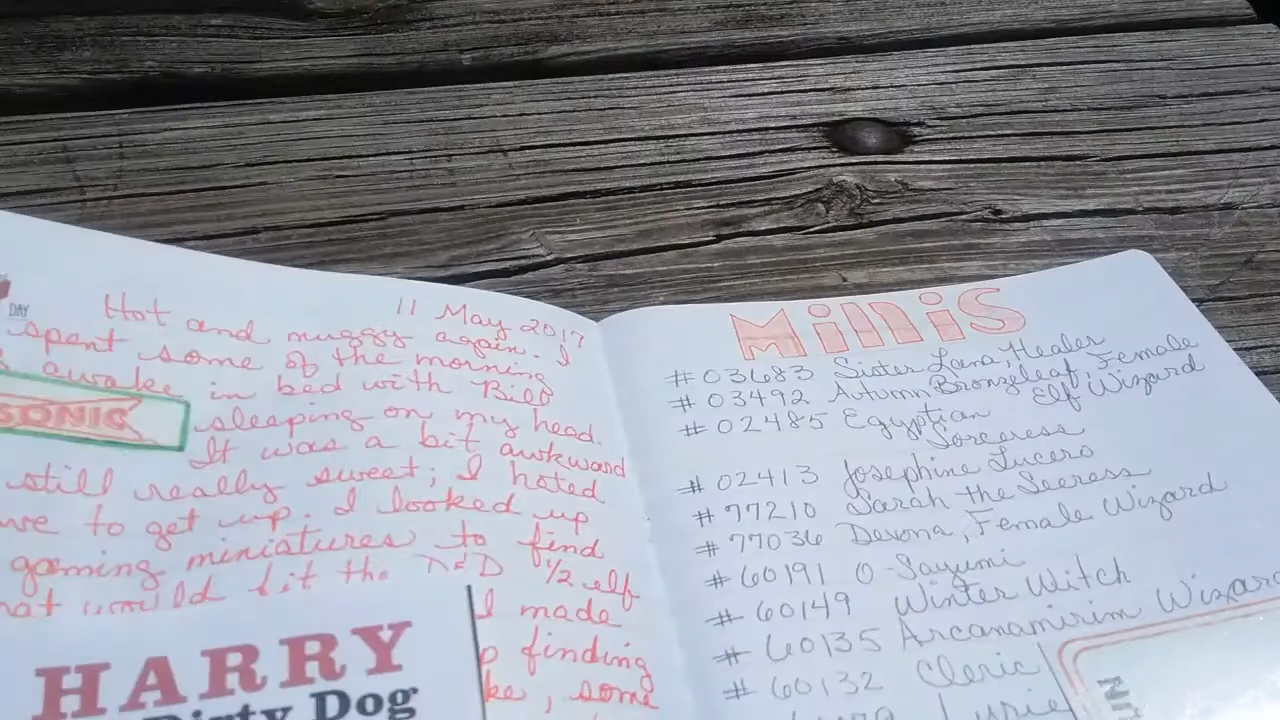 DAY
11 May 2017
Hot and muggy again. I
spent some of the morning
awake in bed with Bill
SONIC
sleeping on my head.
It was a bit awkward
still really sweet; I hated
to get up. I looked up
gaming miniatures to find
would fit the D&D 1/2 elf
I made
finding
some
HARRY
Dirty Dog
Millis
#03683 Sister Lana, Healer
#03492 Autumn Bronzeleaf, Female
Elf Wizard
#02485 Egyptian
Sorceress
#02413 Josephine Lucero
#77210 Sarah the Seeress
#77036 Devona, Female Wizard
#60191 O-Sayumi
#60149 Winter Witch
#60135 Arcanamirim Wizard
#60132 Cleric